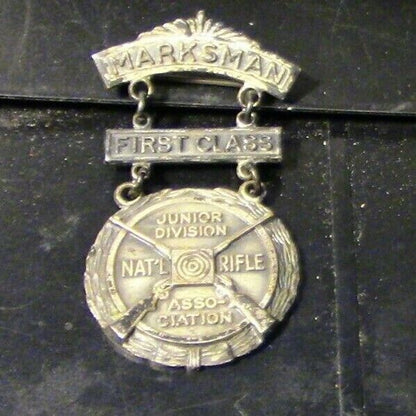 MARKSMAN
FIRST CLASS
JUNIOR
DIVISION
NAT'L RIFLE
ASSO-
CIATION